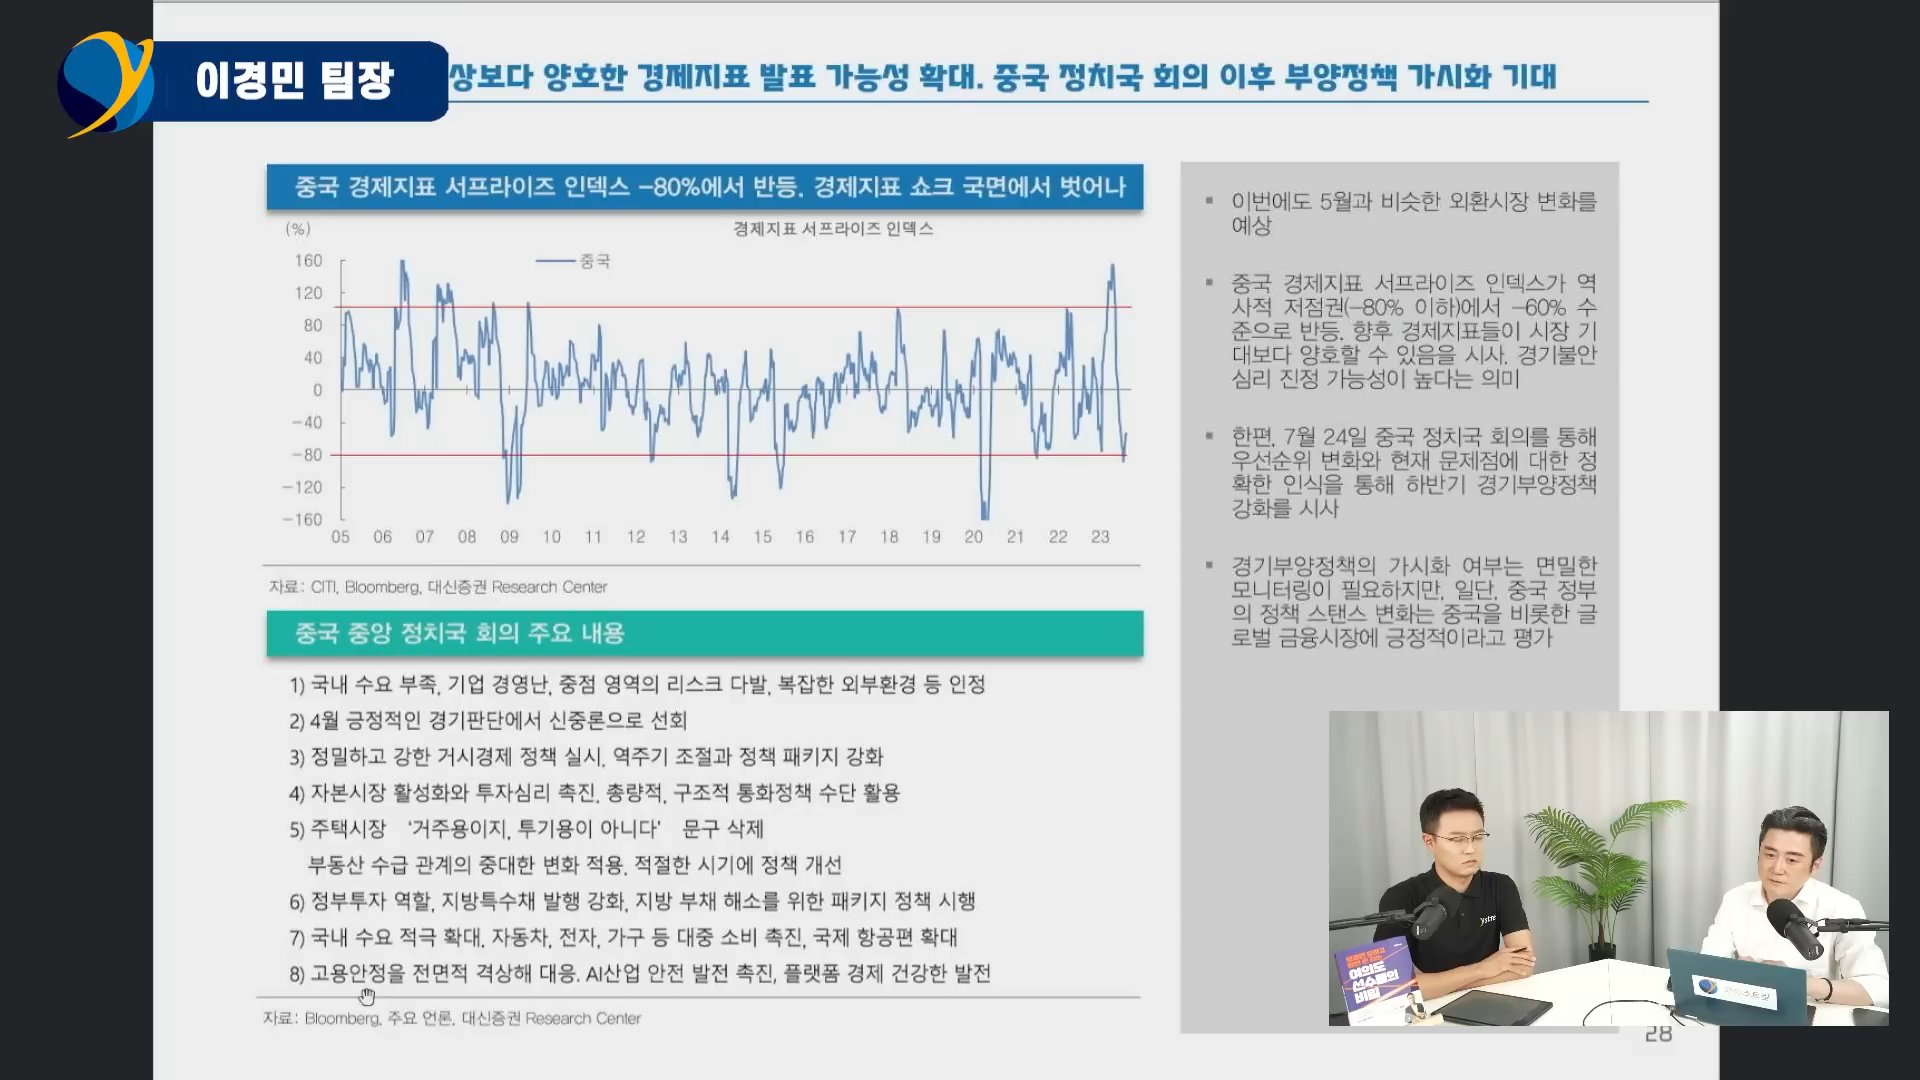 이경민 팀장
상보다 양호한 경제지표 발표 가능성 확대. 중국 정치국 회의 이후 부양정책 가시화 기대
중국 경제지표 서프라이즈 인덱스 -80%에서 반등. 경제지표 쇼크 국면에서 벗어나
(%)
경제지표 서프라이즈 인덱스
중국
160
120
80
40
0
-40
-80
-120
-160
05 06 07 08 09 10 11 12 13 14 15 16 17 18 19 20 21 22 23
자료: CITI, Bloomberg, 대신증권 Research Center
중국 중앙 정치국 회의 주요 내용
1) 국내 수요 부족, 기업 경영난, 중점 영역의 리스크 다발, 복잡한 외부환경 등 인정
2) 4월 긍정적인 경기판단에서 신중론으로 선회
3) 정밀하고 강한 거시경제 정책 실시, 역주기 조절과 정책 패키지 강화
4) 자본시장 활성화와 투자심리 촉진, 총량적, 구조적 통화정책 수단 활용
5) 주택시장 '거주용이지, 투기용이 아니다' 문구 삭제
부동산 수급 관계의 중대한 변화 적용, 적절한 시기에 정책 개선
6) 정부투자 역할, 지방특수채 발행 강화, 지방 부채 해소를 위한 패키지 정책 시행
7) 국내 수요 적극 확대, 자동차, 전자, 가구 등 대중 소비 촉진, 국제 항공편 확대
8) 고용안정을 전면적 격상해 대응. AI산업 안전 발전 촉진, 플랫폼 경제 건강한 발전
자료: Bloomberg, 주요 언론, 대신증권 Research Center
▪ 이번에도 5월과 비슷한 외환시장 변화를
예상
▪ 중국 경제지표 서프라이즈 인덱스가 역
사적 저점권(-80% 이하)에서 -60% 수
준으로 반등. 향후 경제지표들이 시장 기
대보다 양호할 수 있음을 시사. 경기불안
심리 진정 가능성이 높다는 의미
▪ 한편, 7월 24일 중국 정치국 회의를 통해
우선순위 변화와 현재 문제점에 대한 정
확한 인식을 통해 하반기 경기부양정책
강화를 시사
▪ 경기부양정책의 가시화 여부는 면밀한
모니터링이 필요하지만, 일단, 중국 정부
의 정책 스탠스 변화는 중국을 비롯한 글
로벌 금융시장에 긍정적이라고 평가
여의도
선수들의
비밀
와이스트릿
28